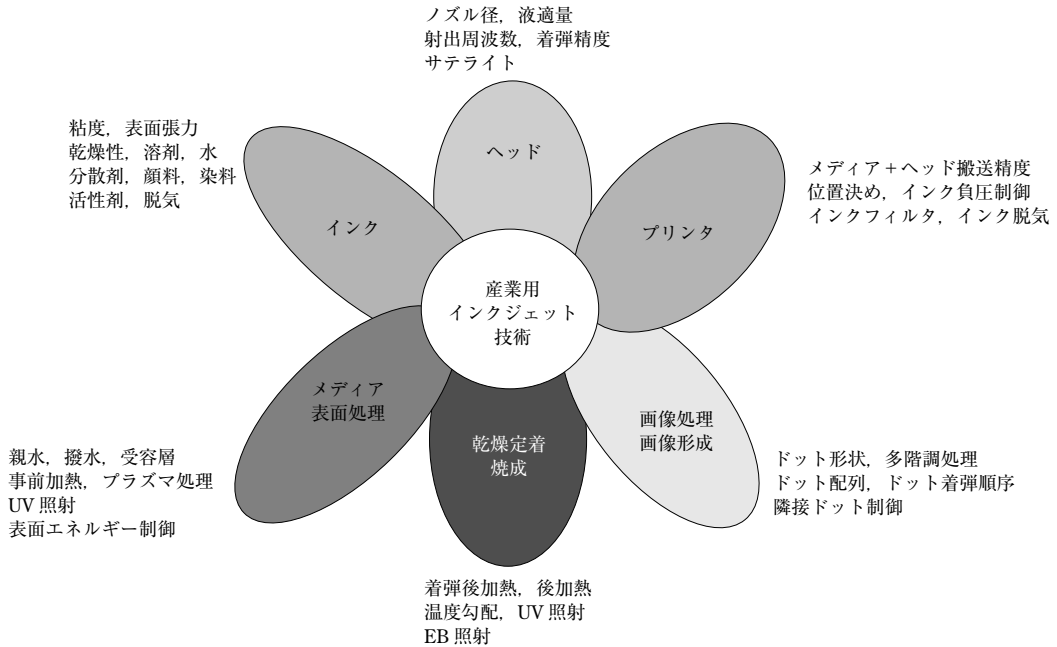 ノズル径，液適量
射出周波数，着弾精度
サテライト
ヘッド
粘度，表面張力
乾燥性，溶剤，水
分散剤，顔料，染料
活性剤，脱気
インク
メディア＋ヘッド搬送精度
位置決め，インク負圧制御
インクフィルタ，インク脱気
プリンタ
産業用
インクジェット
技術
メディア
表面処理
親水，撥水，受容層
事前加熱，プラズマ処理
UV 照射
表面エネルギー制御
乾燥定着
焼成
着弾後加熱，後加熱
温度勾配，UV 照射
EB 照射
画像処理
画像形成
ドット形状，多階調処理
ドット配列，ドット着弾順序
隣接ドット制御